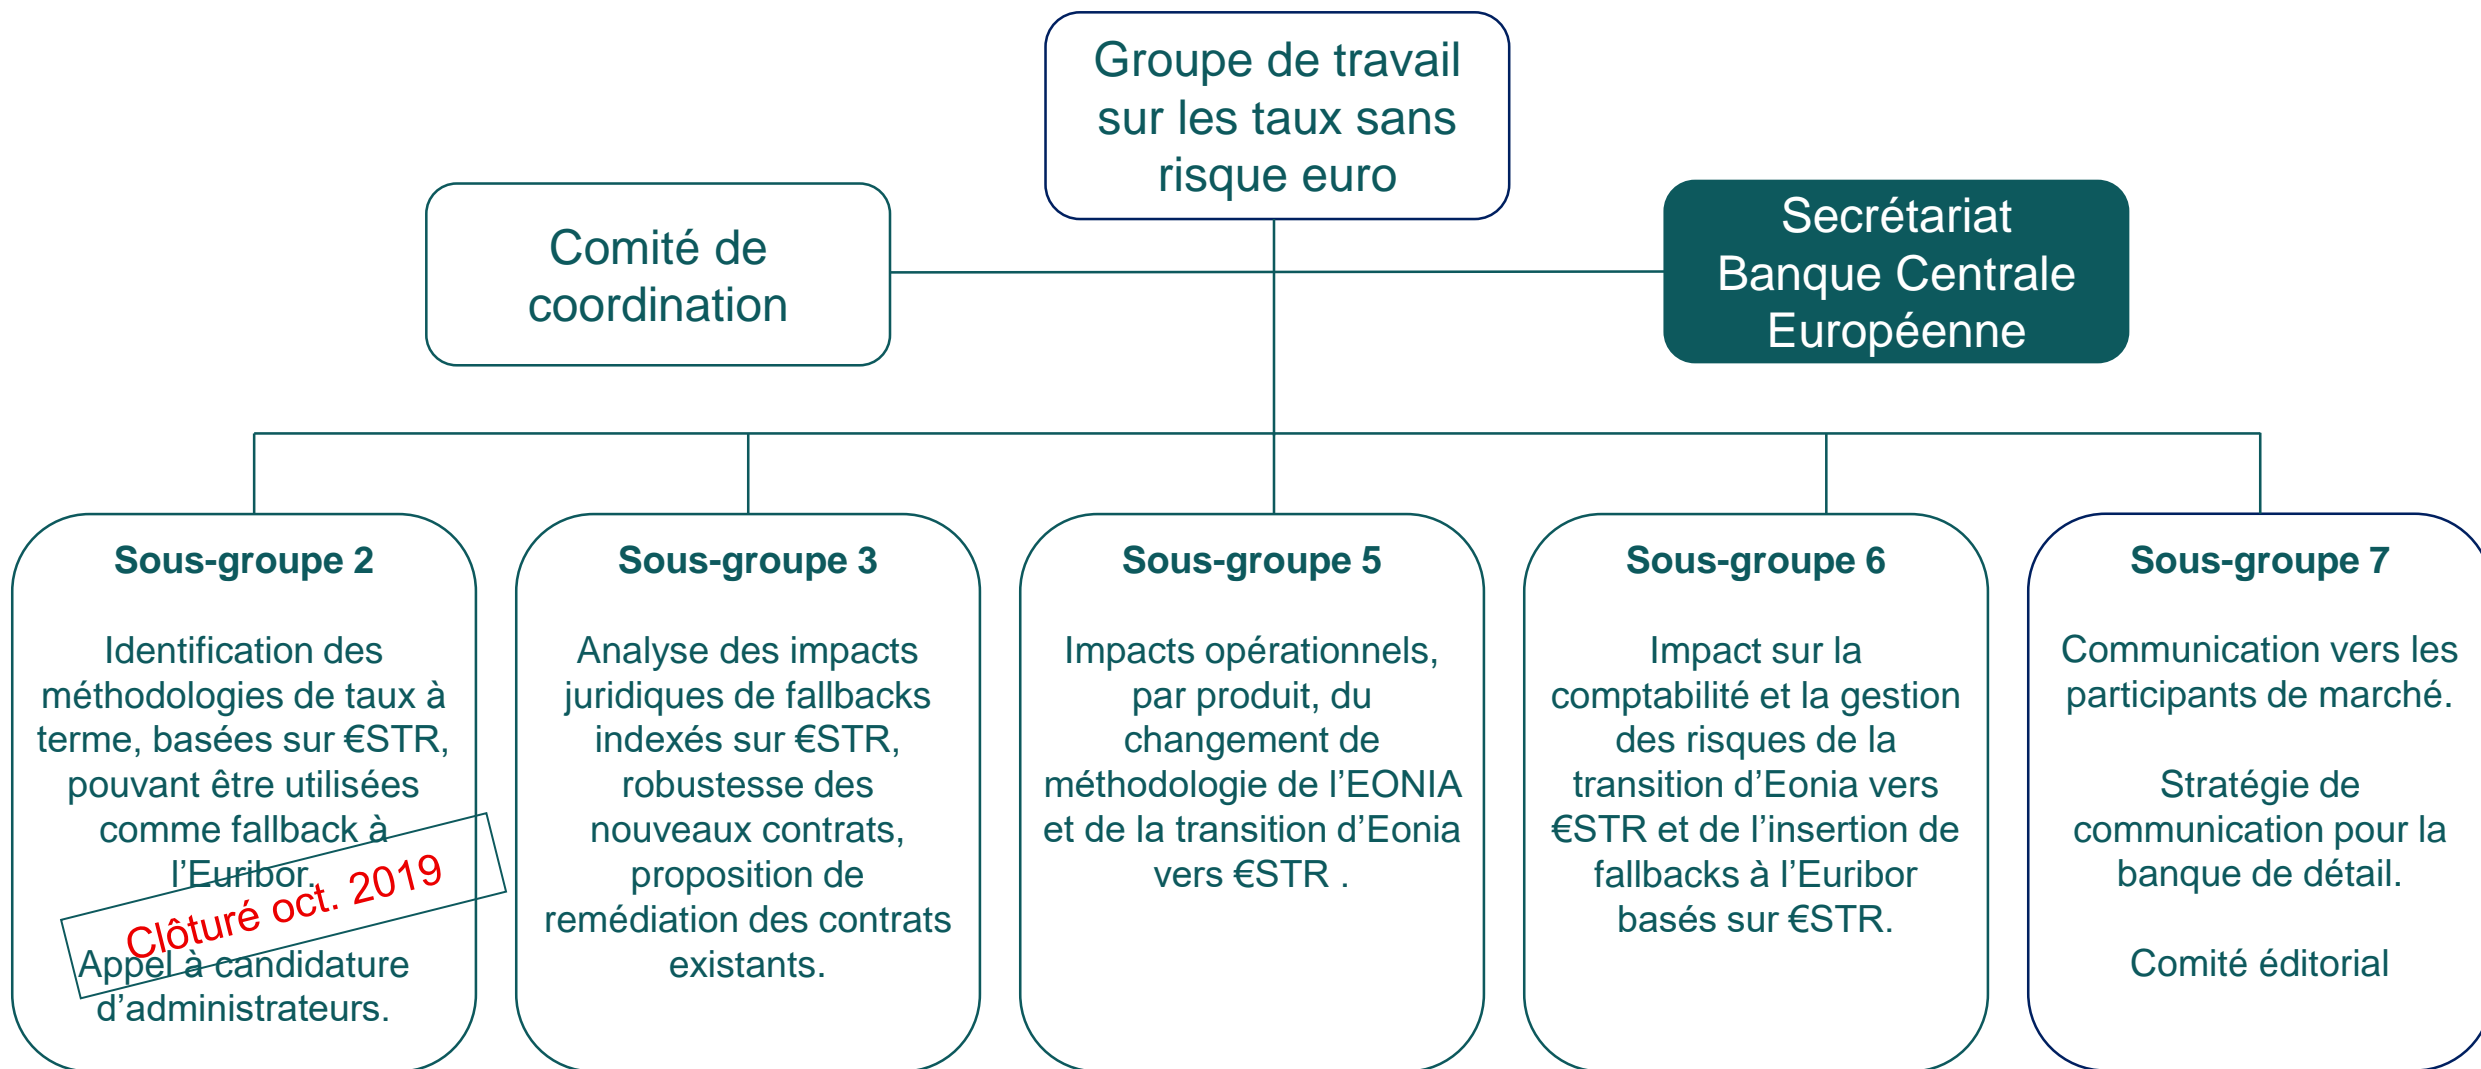 Groupe de travail
sur les taux sans
risque euro
Comité de
coordination
Secrétariat
Banque Centrale
Européenne
Sous-groupe 2
Identification des
méthodologies de taux à
terme, basées sur €STR,
pouvant être utilisées
comme fallback à
l’Euribor.
Clôturé oct. 2019
Appel à candidature
d’administrateurs.
Sous-groupe 3
Analyse des impacts
juridiques de fallbacks
indexés sur €STR,
robustesse des
nouveaux contrats,
proposition de
remédiation des contrats
existants.
Sous-groupe 5
Impacts opérationnels,
par produit, du
changement de
méthodologie de l’EONIA
et de la transition d’Eonia
vers €STR .
Sous-groupe 6
Impact sur la
comptabilité et la gestion
des risques de la
transition d’Eonia vers
€STR et de l’insertion de
fallbacks à l’Euribor
basés sur €STR.
Sous-groupe 7
Communication vers les
participants de marché.
Stratégie de
communication pour la
banque de détail.
Comité éditorial